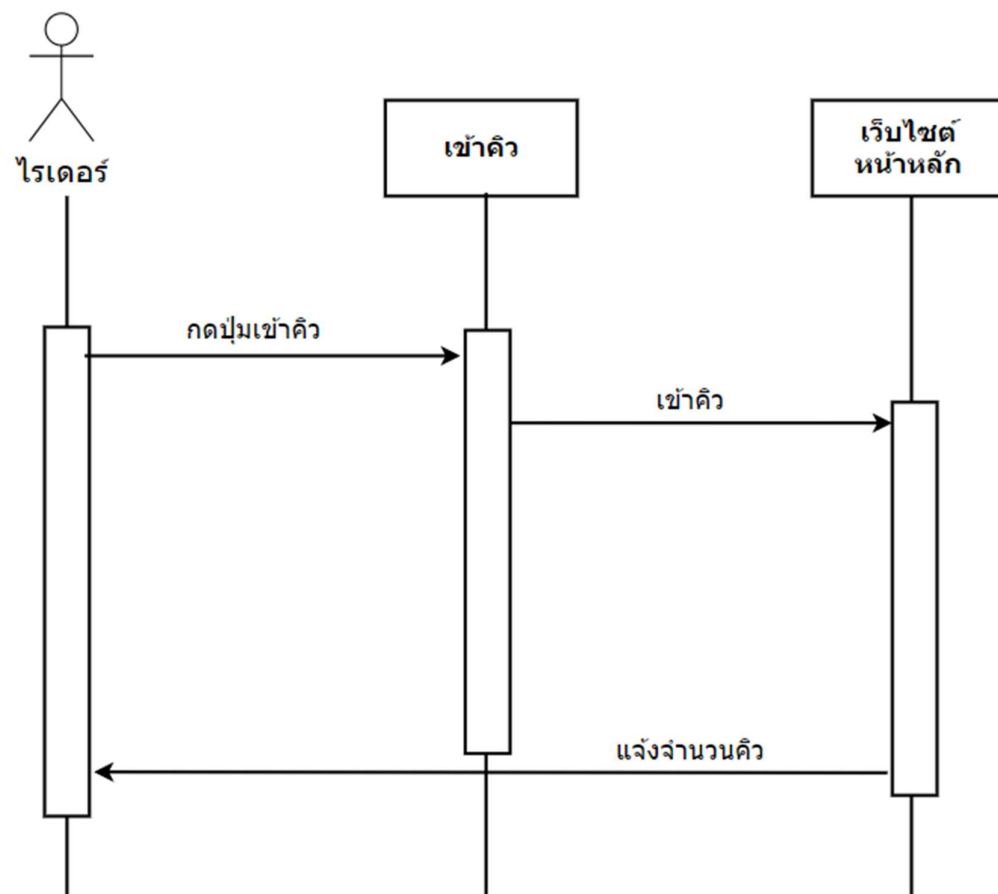 ไรเดอร์
เข้าคิว
เว็บไซต์
หน้าหลัก
กดปุ่มเข้าคิว
เข้าคิว
แจ้งจำนวนคิว